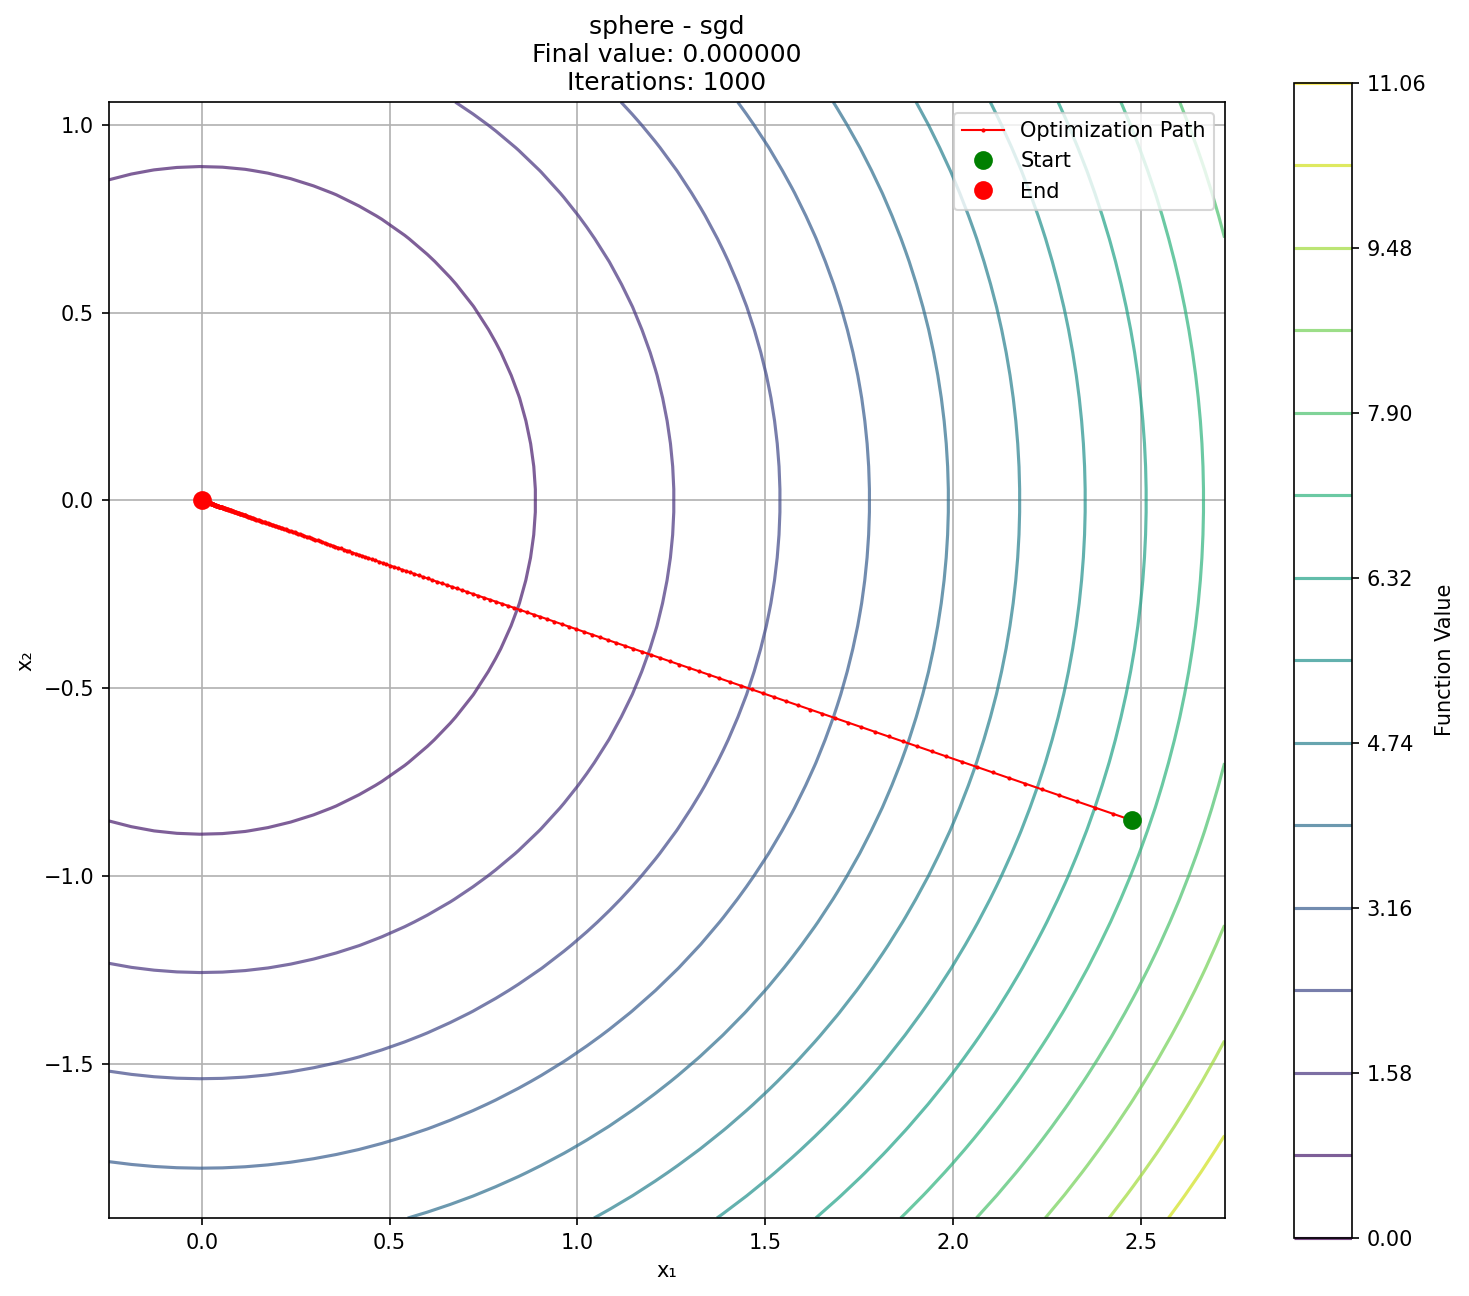 sphere - sgd
Final value: 0.000000
Iterations: 1000
Optimization Path
Start
End
1.0
0.5
0.0
−0.5
−1.0
−1.5
x₂
0.0
0.5
1.0
1.5
2.0
2.5
x₁
11.06
9.48
7.90
6.32
4.74
3.16
1.58
0.00
Function Value